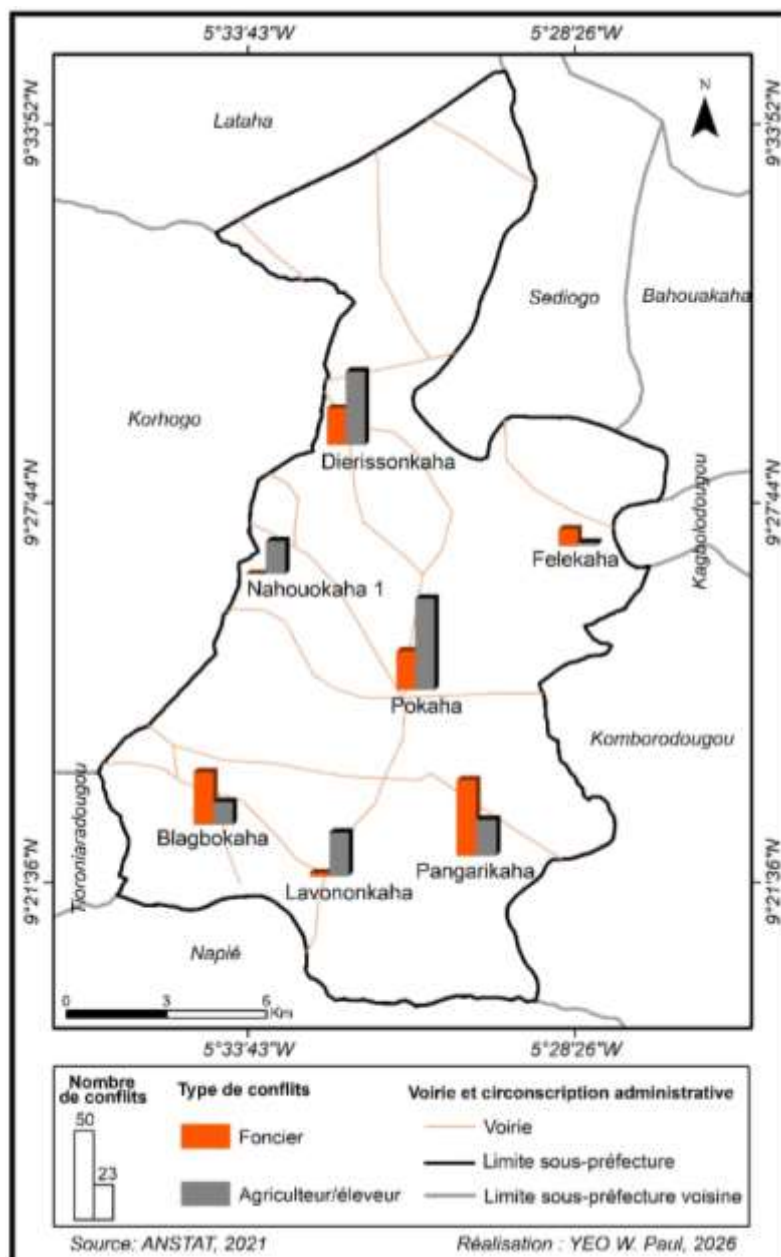 5°33'43"W 5°28'26"W
N
9°33'52"N 9°33'52"N
Lataha
Sediogo
Bahouakaha
Korhogo
Dierissonkaha
9°27'44"N 9°27'44"N
Felekaha
Kagbolodougou
Nahouokaha 1
Pokaha
Komborodougou
Tioroniaradougou
Blagbokaha
Pangarikaha
Lavononkaha
9°21'36"N 9°21'36"N
Napié
0 3 6
Km
5°33'43"W 5°28'26"W
Nombre
de conflits
50
23
Type de conflits
Foncier
Agriculteur/éleveur
Voirie et circonscription administrative
Voirie
Limite sous-préfecture
Limite sous-préfecture voisine
Source: ANSTAT, 2021 Réalisation : YEO W. Paul, 2025